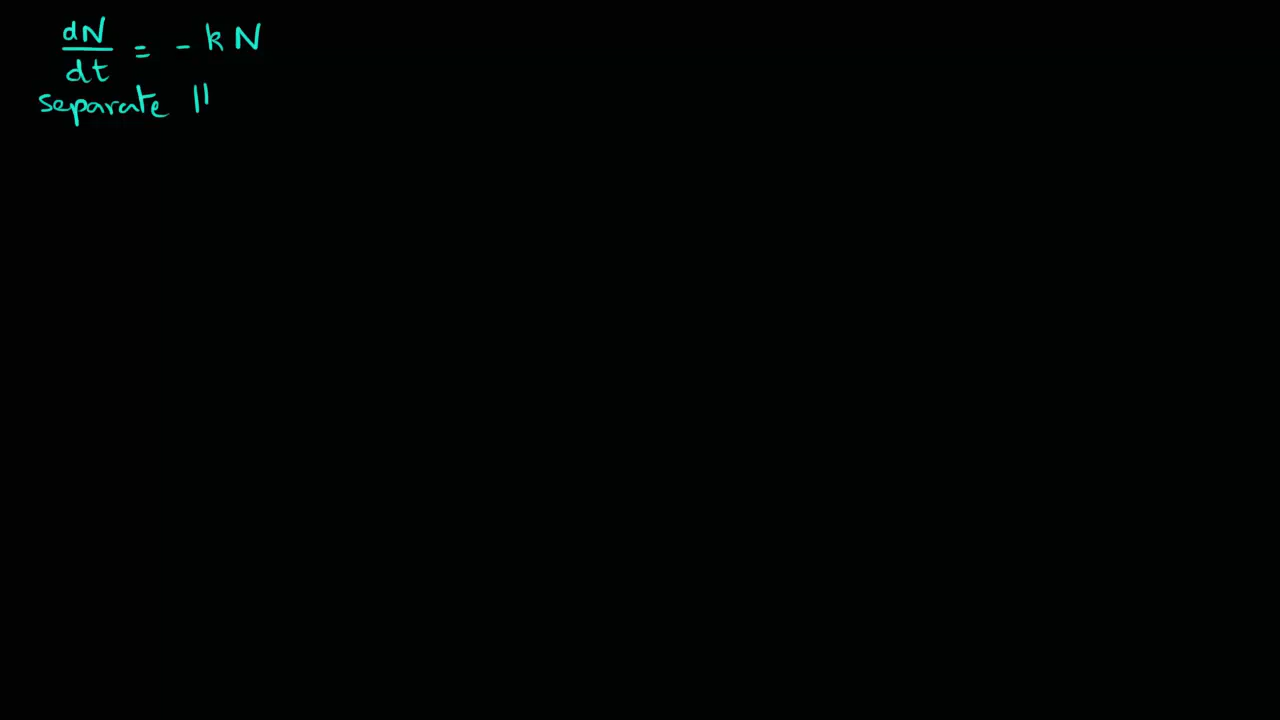 dN/dt = - k N
separate ||